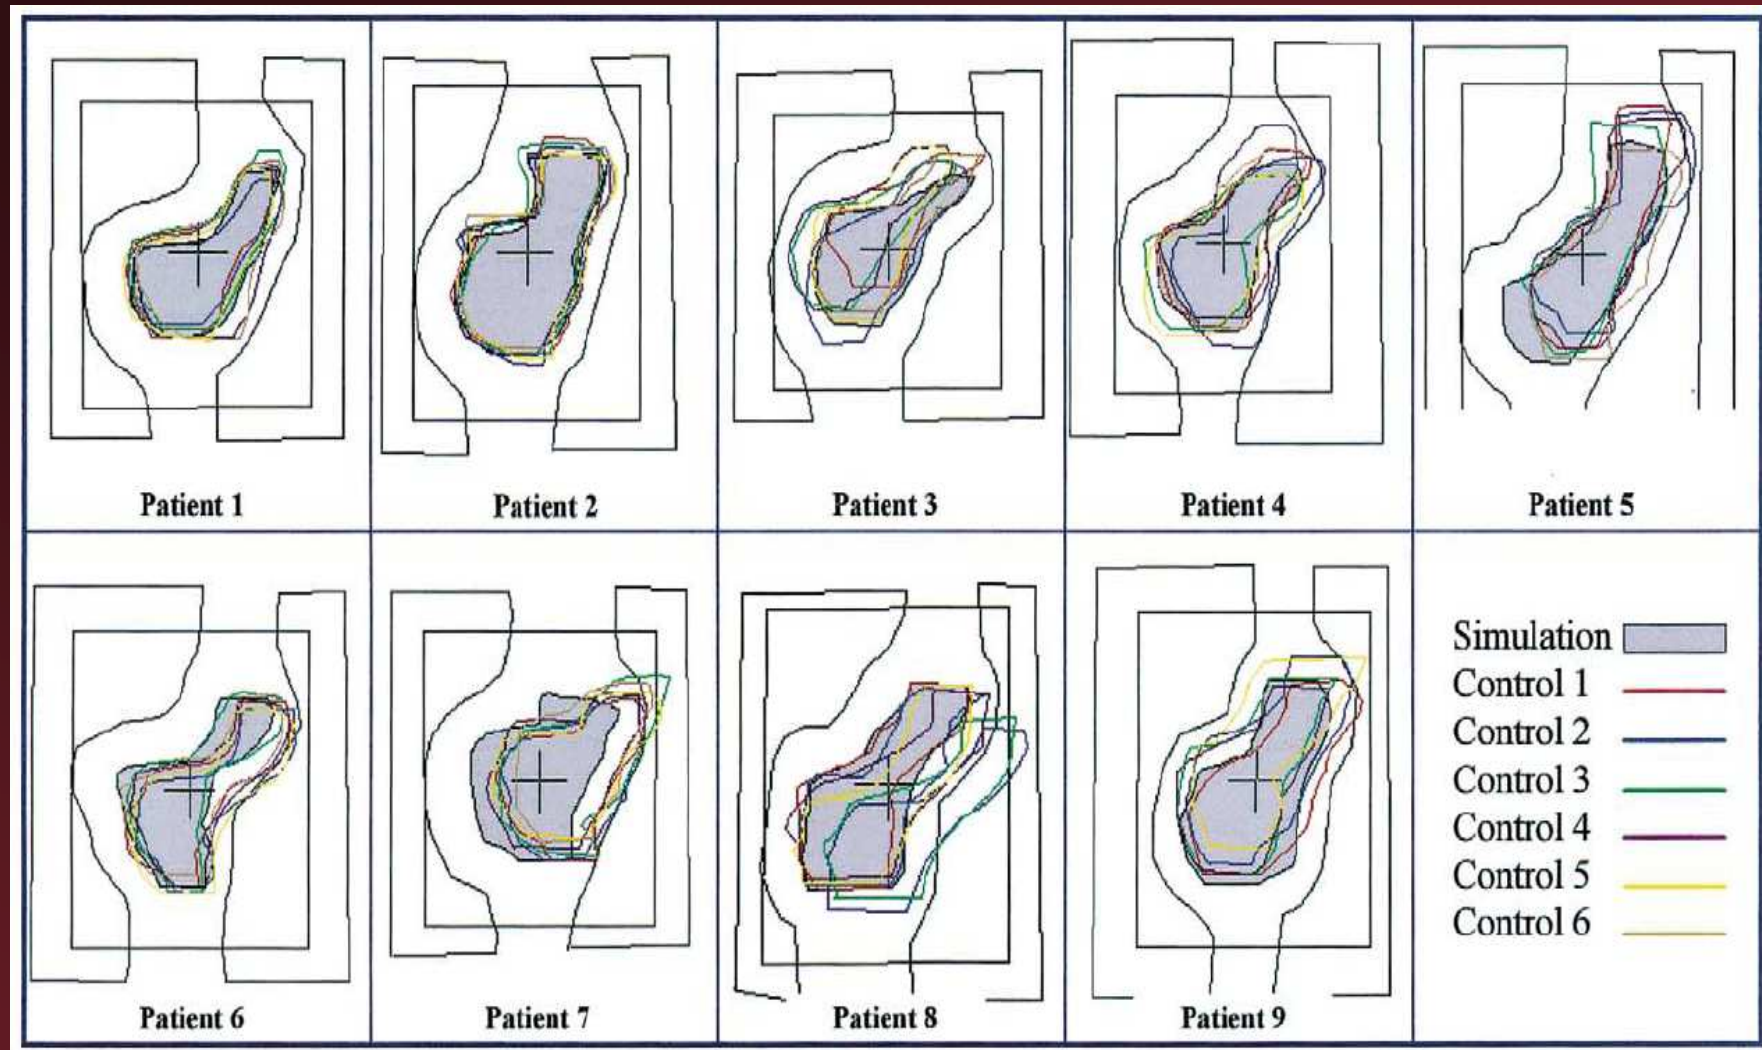 Patient 1
Patient 2
Patient 3
Patient 4
Patient 5
Patient 6
Patient 7
Patient 8
Patient 9
Simulation
Control 1
Control 2
Control 3
Control 4
Control 5
Control 6